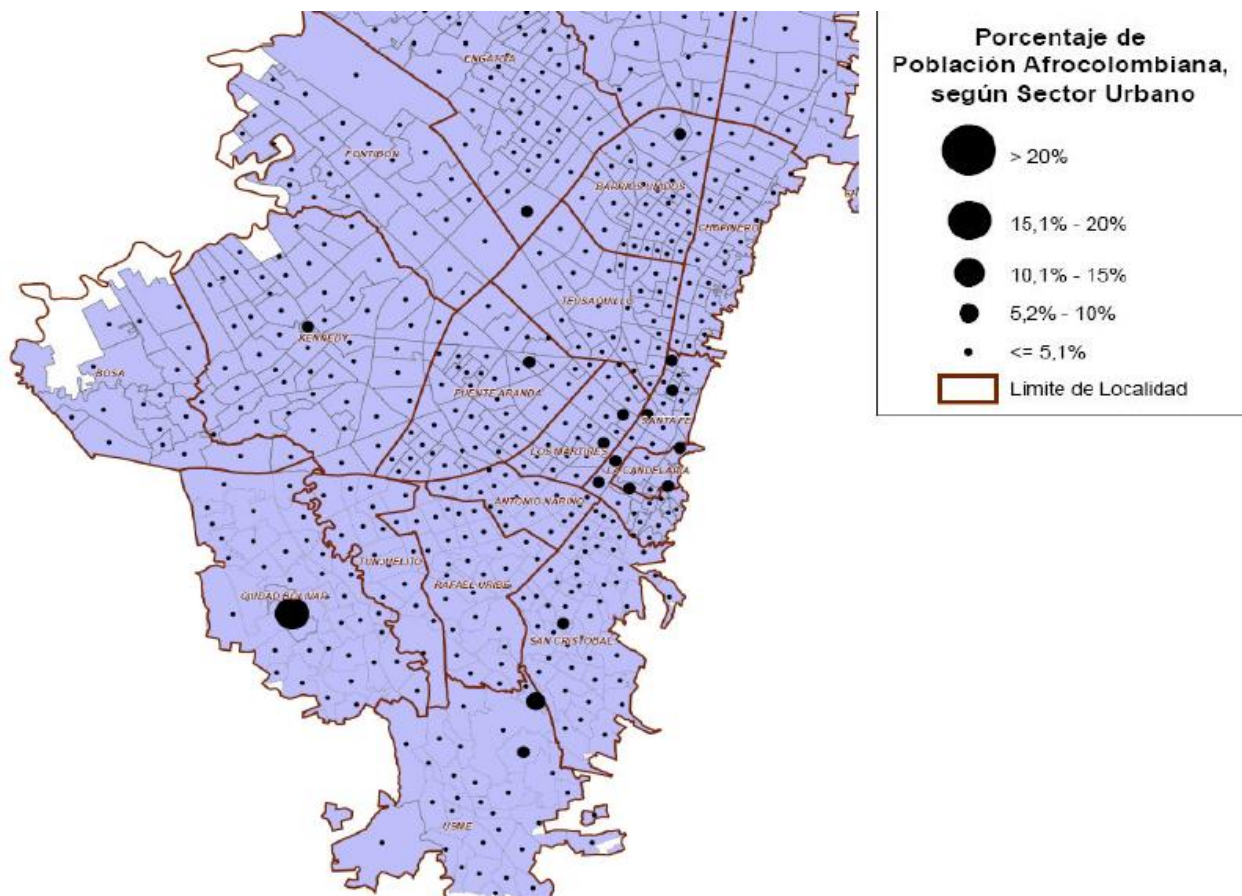 Porcentaje de
Población Afrocolombiana,
según Sector Urbano
> 20%
15,1% - 20%
10,1% - 15%
5,2% - 10%
<= 5,1%
Límite de Localidad
ENGATIVA
FONTIBON
BARRIOS UNIDOS
CHAPINERO
TEUSAQUILLO
KENNEDY
BOSA
PUENTE ARANDA
SANTA FE
LOS MARTIRES
LA CANDELARIA
ANTONIO NARIÑO
TUNJUELITO
RAFAEL URIBE
CIUDAD BOLIVAR
SAN CRISTOBAL
USME